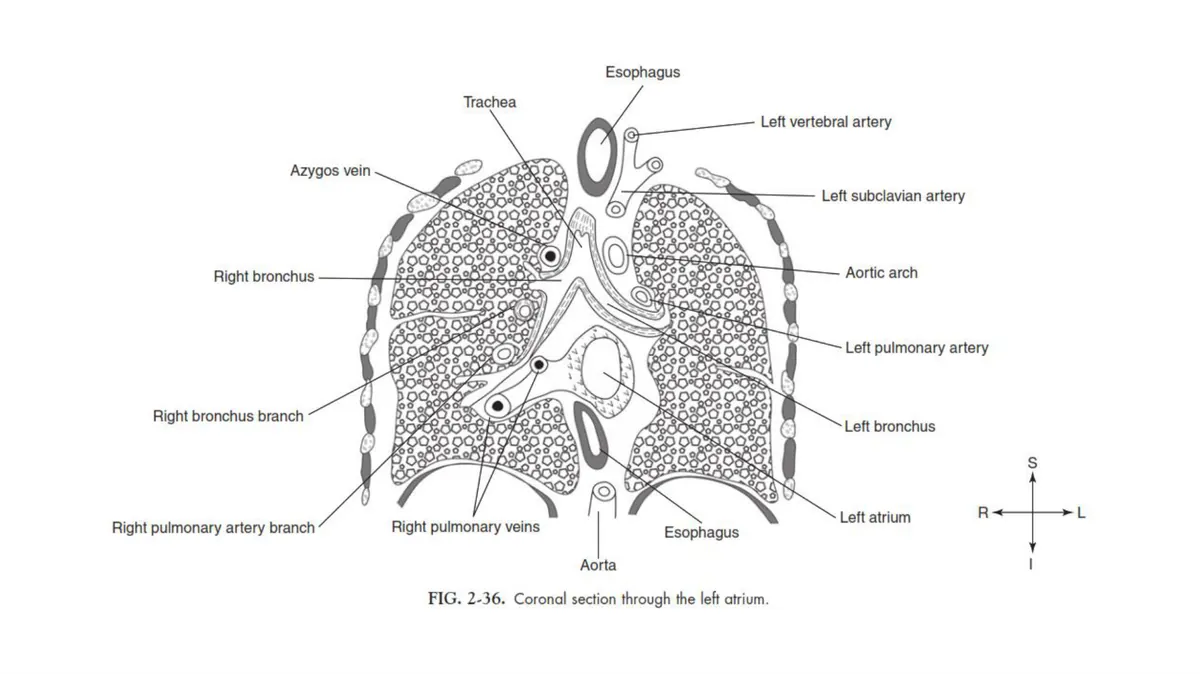 Esophagus
Trachea
Left vertebral artery
Azygos vein
Left subclavian artery
Right bronchus
Aortic arch
Left pulmonary artery
Right bronchus branch
Left bronchus
S
R
L
I
Left atrium
Right pulmonary artery branch
Right pulmonary veins
Esophagus
Aorta
FIG. 2-36. Coronal section through the left atrium.